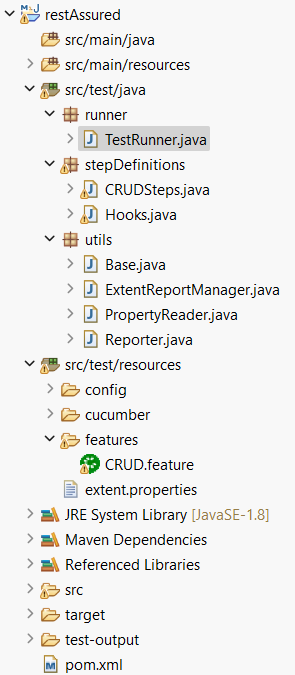 restAssured
src/main/java
src/main/resources
src/test/java
runner
TestRunner.java
stepDefinitions
CRUDSteps.java
Hooks.java
utils
Base.java
ExtentReportManager.java
PropertyReader.java
Reporter.java
src/test/resources
config
cucumber
features
CRUD.feature
extent.properties
JRE System Library [JavaSE-1.8]
Maven Dependencies
Referenced Libraries
src
target
test-output
pom.xml